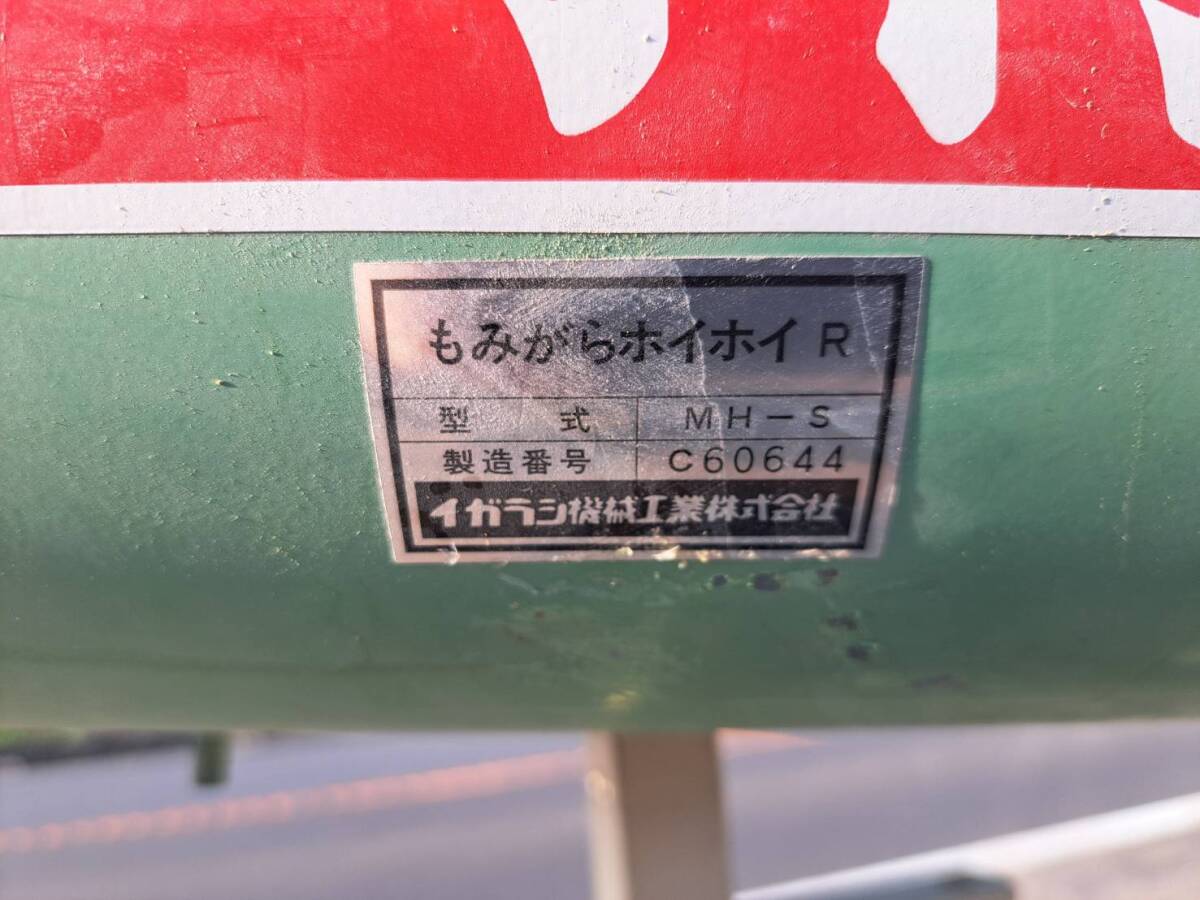 もみがらホイホイ R
型式 MH-S
製造番号 C60644
イガラシ機械工業株式会社